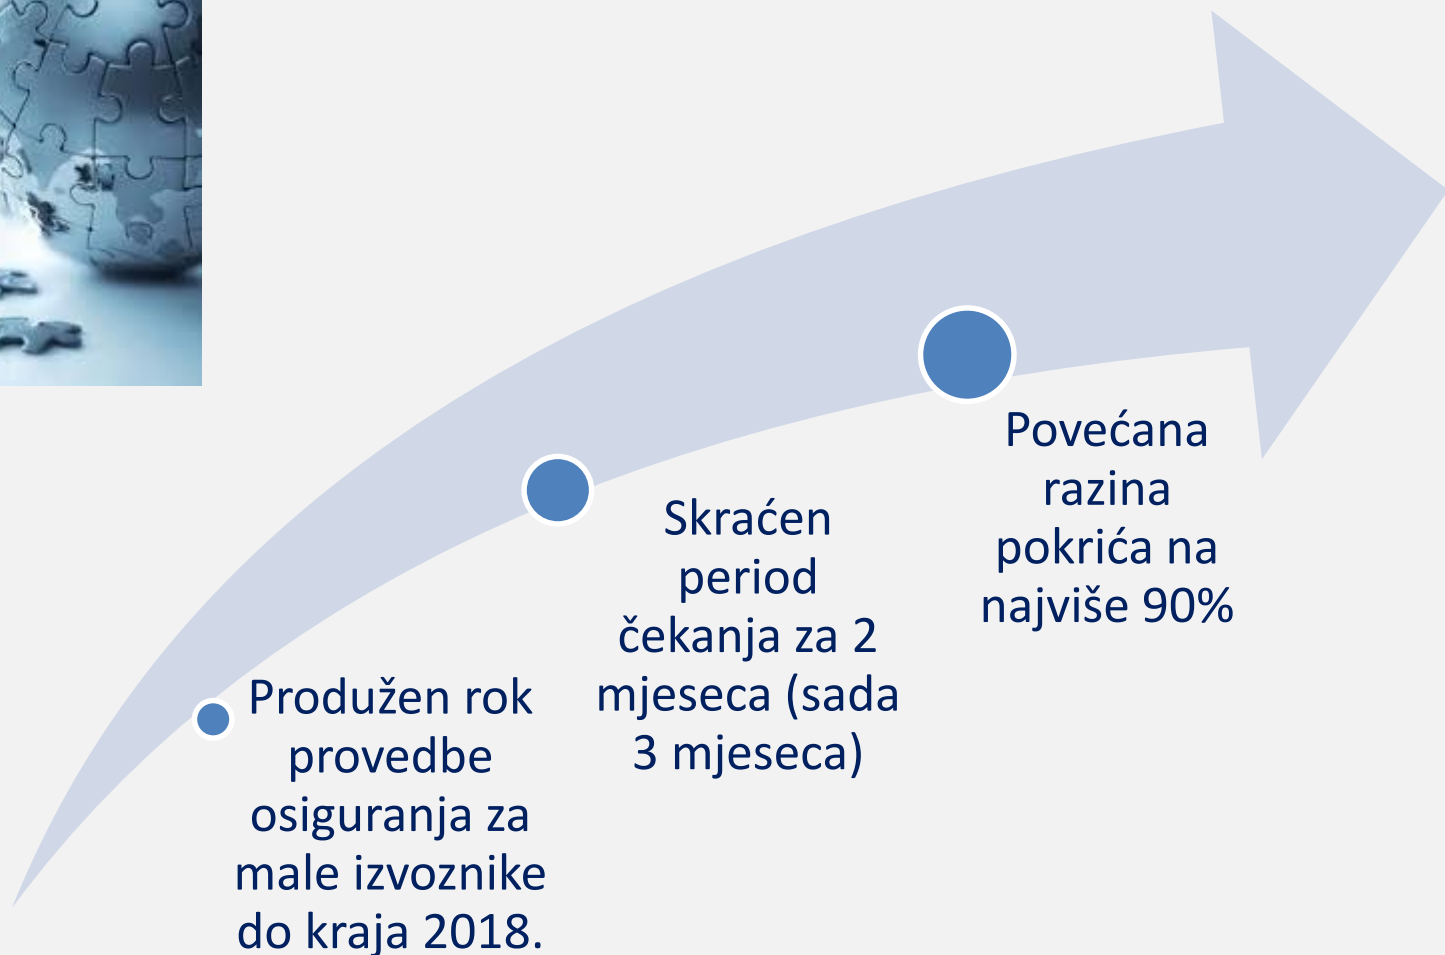 Produžen rok
provedbe
osiguranja za
male izvoznike
do kraja 2018.
Skraćen
period
čekanja za 2
mjeseca (sada
3 mjeseca)
Povećana
razina
pokrića na
najviše 90%